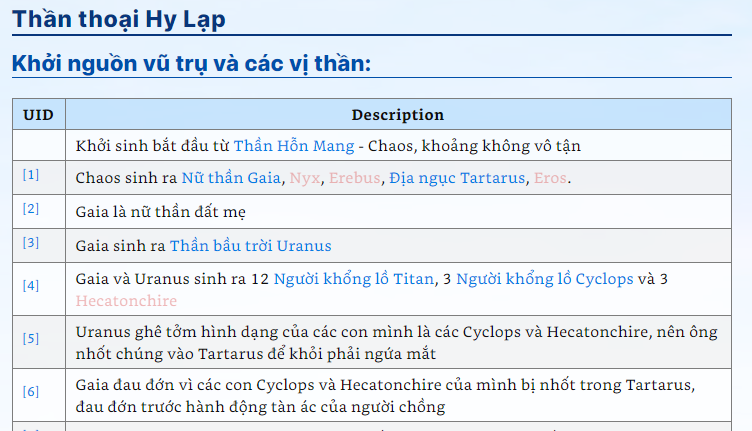 Thần thoại Hy Lạp
Khởi nguồn vũ trụ và các vị thần:
UID Description
Khởi sinh bắt đầu từ Thần Hỗn Mang - Chaos, khoảng không vô tận
[1] Chaos sinh ra Nữ thần Gaia, Nyx, Erebus, Địa ngục Tartarus, Eros.
[2] Gaia là nữ thần đất mẹ
[3] Gaia sinh ra Thần bầu trời Uranus
[4] Gaia và Uranus sinh ra 12 Người khổng lồ Titan, 3 Người khổng lồ Cyclops và 3
Hecatonchire
[5] Uranus ghê tởm hình dạng của các con mình là các Cyclops và Hecatonchire, nên ông
nhốt chúng vào Tartarus để khỏi phải ngứa mắt
[6] Gaia đau đớn vì các con Cyclops và Hecatonchire của mình bị nhốt trong Tartarus,
đau đớn trước hành động tàn ác của người chồng